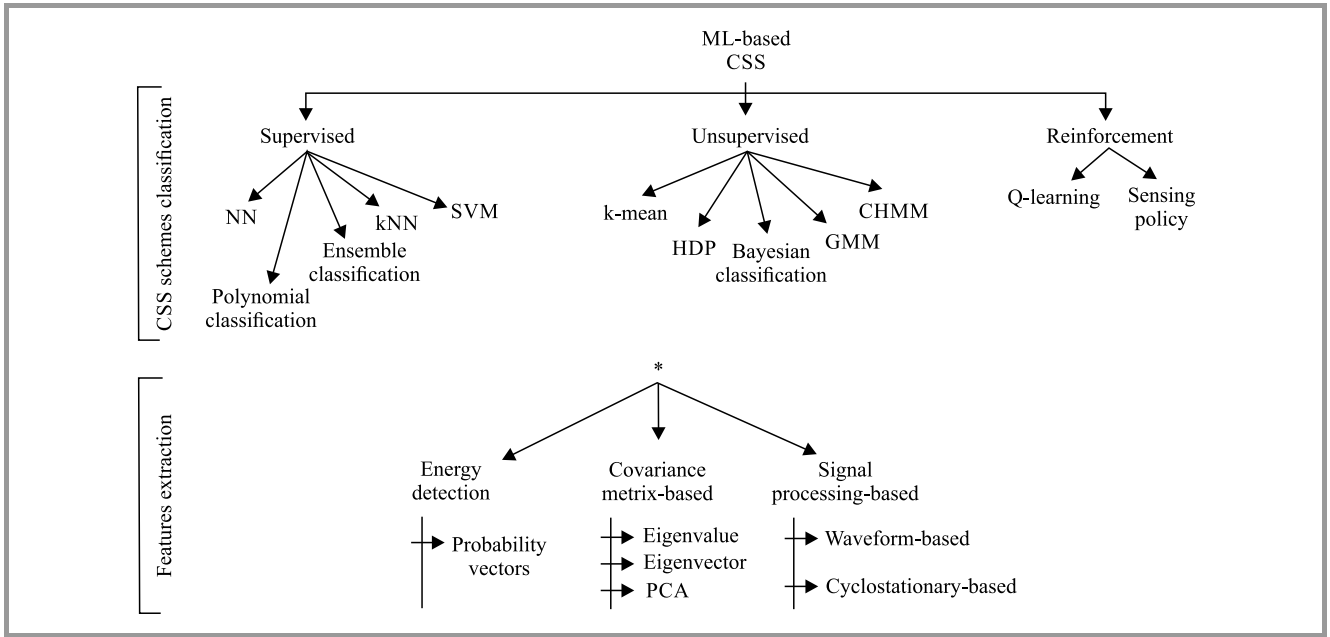 ML-based
CSS
CSS schemes classification
Supervised
Unsupervised
Reinforcement
NN
Polynomial
classification
Ensemble
classification
kNN
SVM
k-mean
HDP
Bayesian
classification
GMM
CHMM
Q-learning
Sensing
policy
*
Features extraction
Energy
detection
Probability
vectors
Covariance
metrix-based
Eigenvalue
Eigenvector
PCA
Signal
processing-based
Waveform-based
Cyclostationary-based